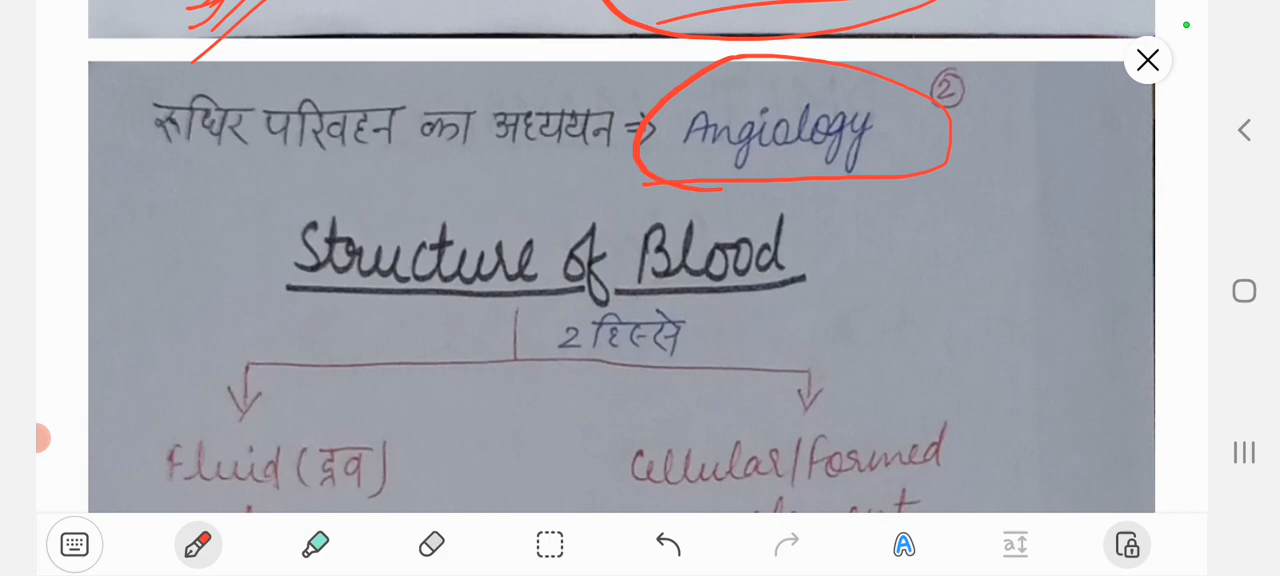 रूधिर परिवहन का अध्ययन ⇒ Angiology ②
Structure of Blood
2 हिस्से
Fluid (द्रव) Cellular/Formed